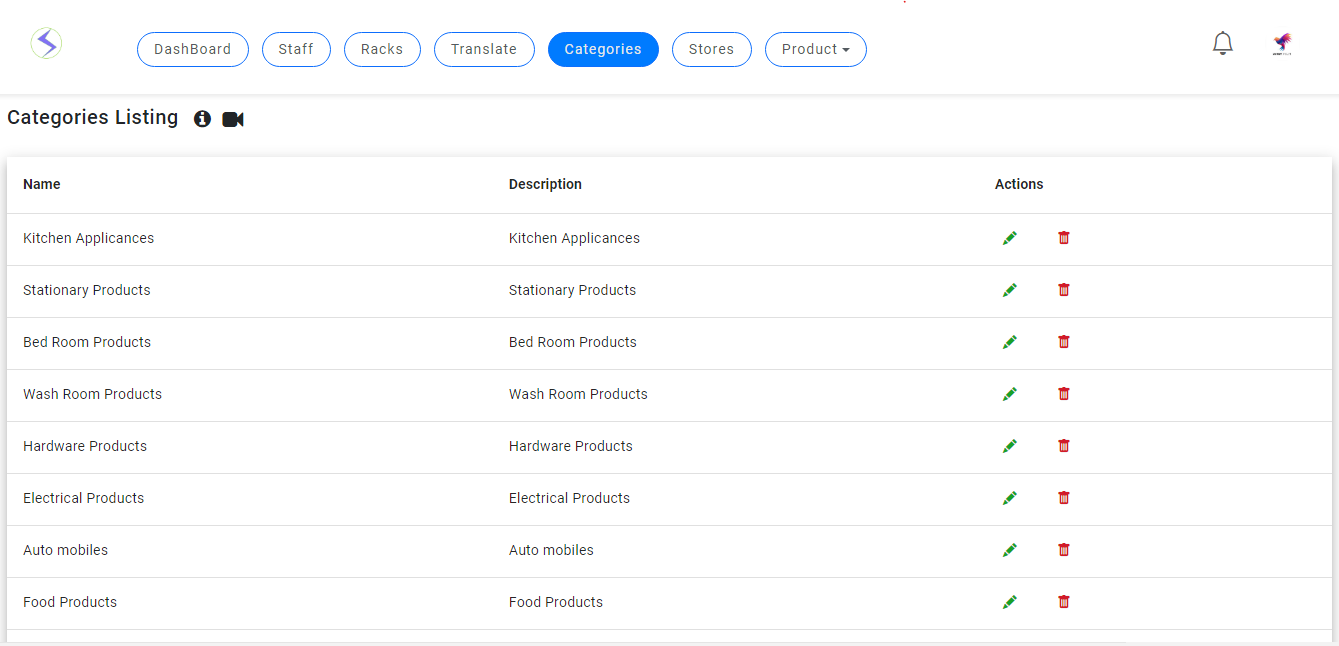 DashBoard Staff Racks Translate Categories Stores Product
Categories Listing
Name Description Actions
Kitchen Applicances Kitchen Applicances
Stationary Products Stationary Products
Bed Room Products Bed Room Products
Wash Room Products Wash Room Products
Hardware Products Hardware Products
Electrical Products Electrical Products
Auto mobiles Auto mobiles
Food Products Food Products